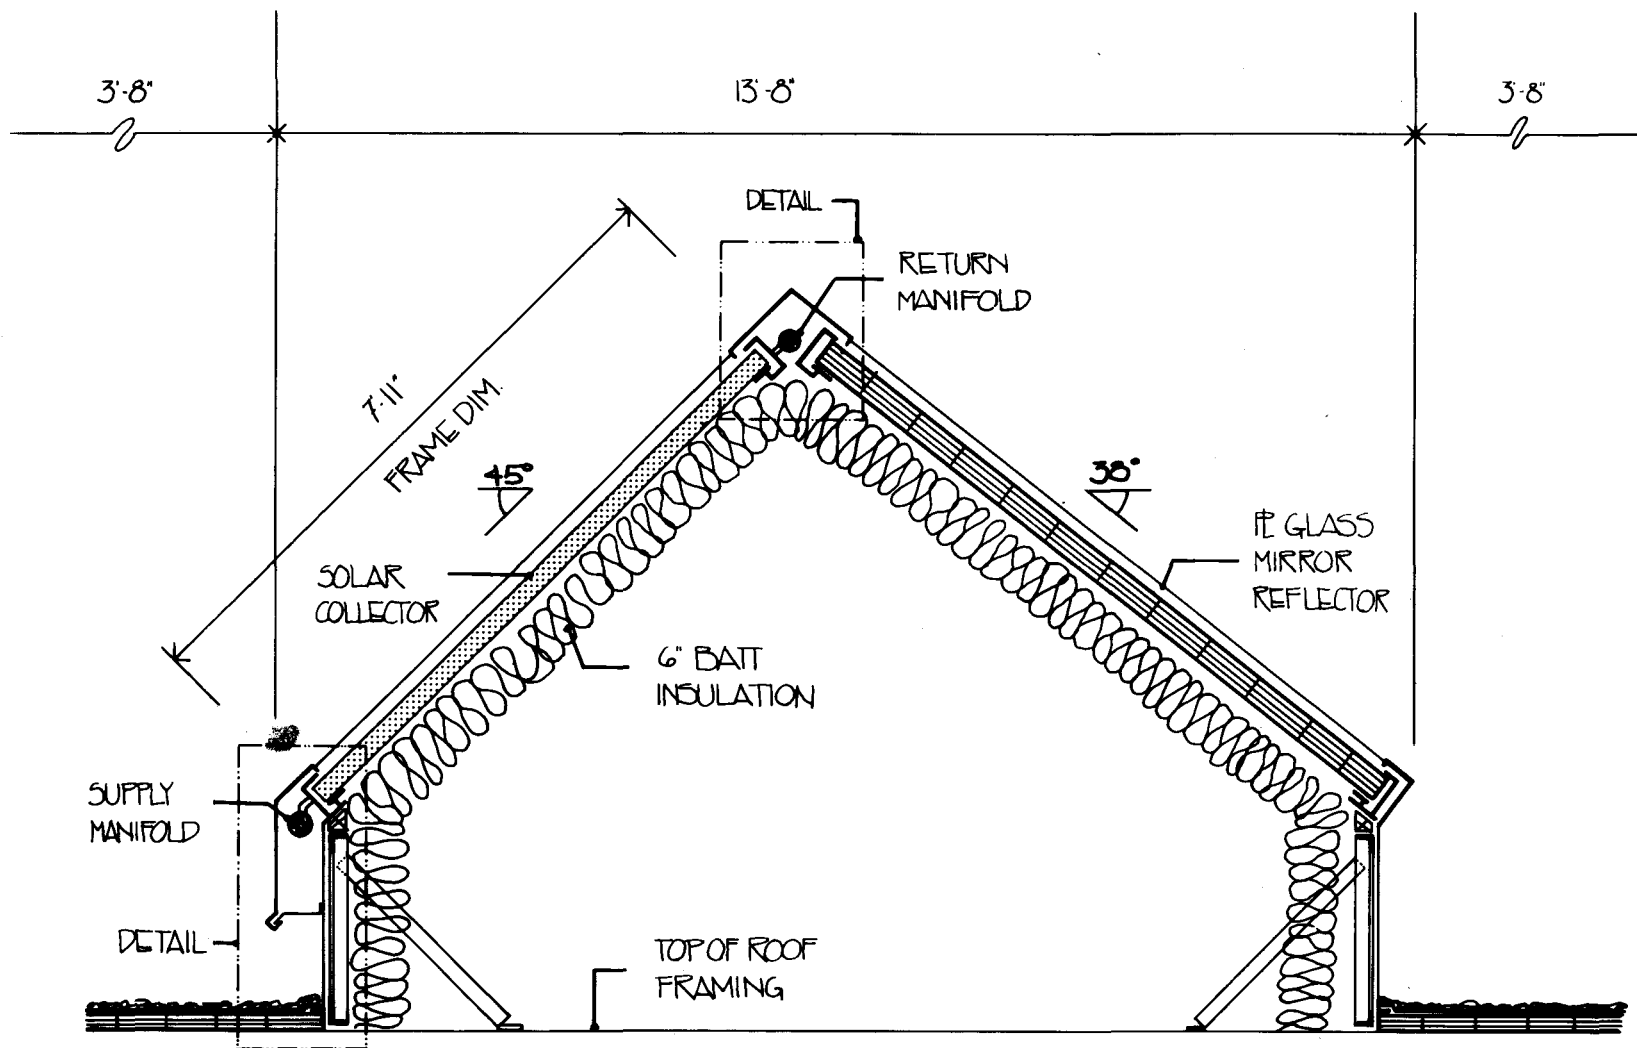 3'-8"
13'-8"
3'-8"
DETAIL
RETURN
MANIFOLD
7'-11"
FRAME DIM.
45°
38°
PL GLASS
MIRROR
REFLECTOR
SOLAR
COLLECTOR
6" BATT
INSULATION
SUPPLY
MANIFOLD
DETAIL
TOP OF ROOF
FRAMING